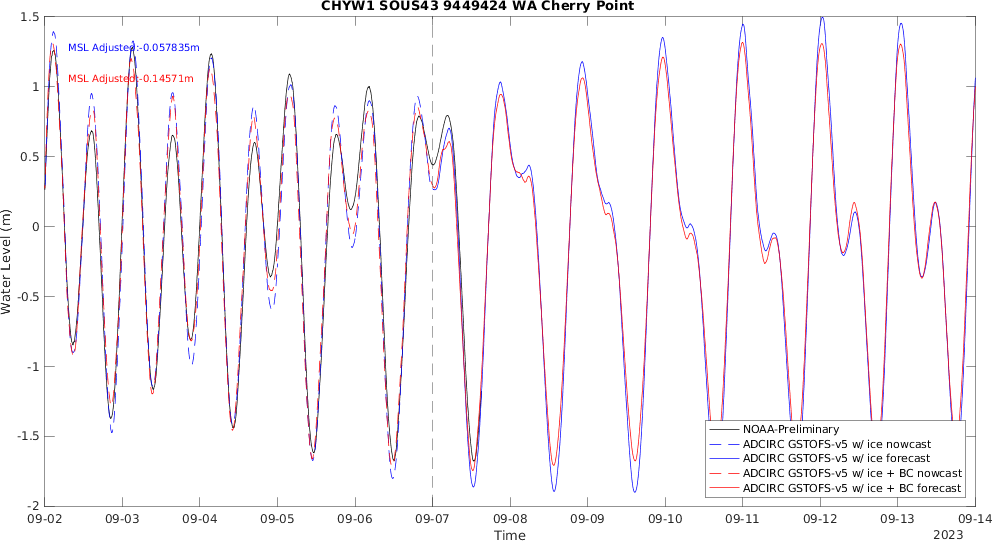 CHYW1 SOUS43 9449424 WA Cherry Point
1.5
1
0.5
0
-0.5
-1
-1.5
-2
Water Level (m)
MSL Adjusted:-0.057835m
MSL Adjusted:-0.14571m
NOAA-Preliminary
ADCIRC GSTOFS-v5 w/ ice nowcast
ADCIRC GSTOFS-v5 w/ ice forecast
ADCIRC GSTOFS-v5 w/ ice + BC nowcast
ADCIRC GSTOFS-v5 w/ ice + BC forecast
09-02 09-03 09-04 09-05 09-06 09-07 09-08 09-09 09-10 09-11 09-12 09-13 09-14
Time
2023